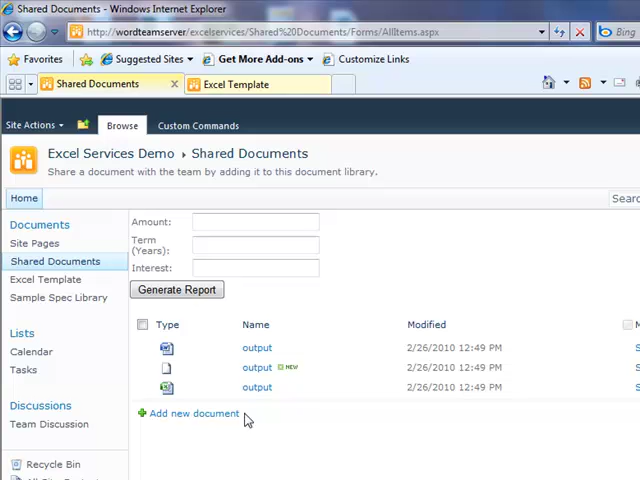 Shared Documents - Windows Internet Explorer
http://wordteamserver/excelservices/Shared%20Documents/Forms/AllItems.aspx
Bing
Favorites
Suggested Sites
Get More Add-ons
Customize Links
Shared Documents
Excel Template
Site Actions
Browse
Custom Commands
Excel Services Demo
Shared Documents
Share a document with the team by adding it to this document library.
Home
Documents
Site Pages
Shared Documents
Excel Template
Sample Spec Library
Lists
Calendar
Tasks
Discussions
Team Discussion
Recycle Bin
Amount:
Term
(Years):
Interest:
Generate Report
Type Name Modified
output 2/26/2010 12:49 PM
output NEW 2/26/2010 12:49 PM
output 2/26/2010 12:49 PM
Add new document